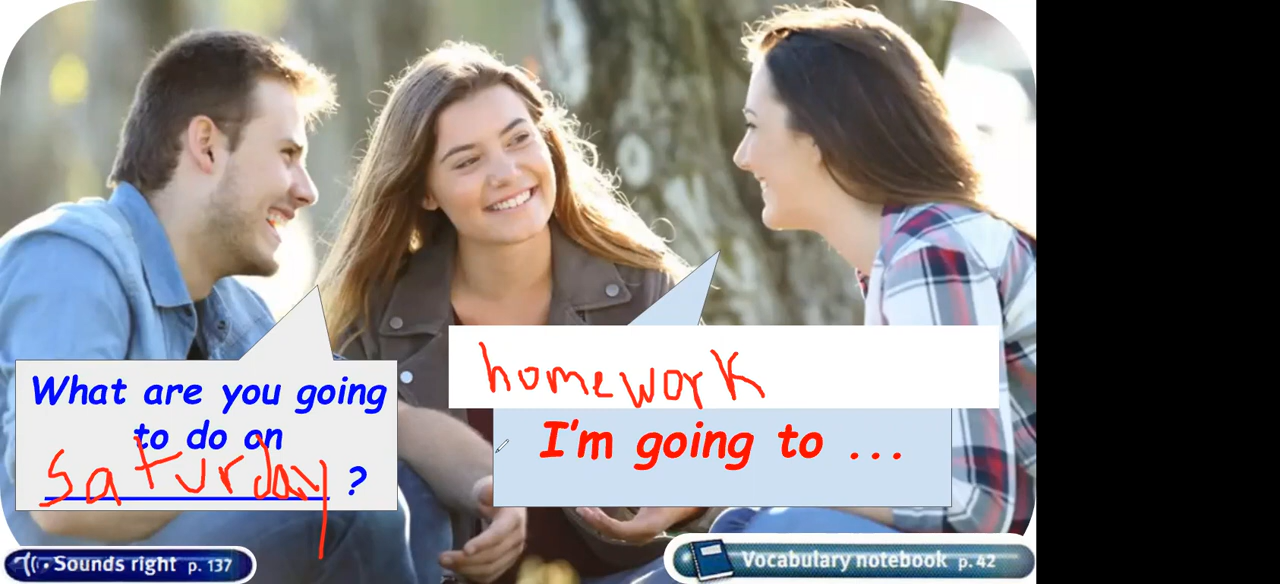 What are you going
to do on
saturday ?
homework
I'm going to ...
Sounds right p. 137
Vocabulary notebook p. 42